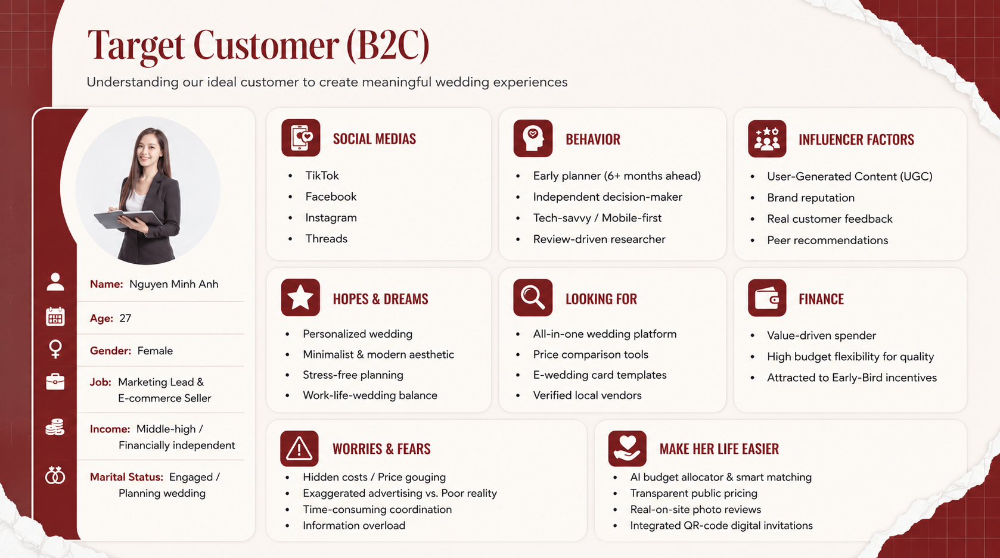 Target Customer (B2C)
Understanding our ideal customer to create meaningful wedding experiences
Name: Nguyen Minh Anh
Age: 27
Gender: Female
Job: Marketing Lead &
E-commerce Seller
Income: Middle-high /
Financially independent
Marital Status: Engaged /
Planning wedding
SOCIAL MEDIAS
• TikTok
• Facebook
• Instagram
• Threads
BEHAVIOR
• Early planner (6+ months ahead)
• Independent decision-maker
• Tech-savvy / Mobile-first
• Review-driven researcher
INFLUENCER FACTORS
• User-Generated Content (UGC)
• Brand reputation
• Real customer feedback
• Peer recommendations
HOPES & DREAMS
• Personalized wedding
• Minimalist & modern aesthetic
• Stress-free planning
• Work-life-wedding balance
LOOKING FOR
• All-in-one wedding platform
• Price comparison tools
• E-wedding card templates
• Verified local vendors
FINANCE
• Value-driven spender
• High budget flexibility for quality
• Attracted to Early-Bird incentives
WORRIES & FEARS
• Hidden costs / Price gouging
• Exaggerated advertising vs. Poor reality
• Time-consuming coordination
• Information overload
MAKE HER LIFE EASIER
• AI budget allocator & smart matching
• Transparent public pricing
• Real-on-site photo reviews
• Integrated QR-code digital invitations